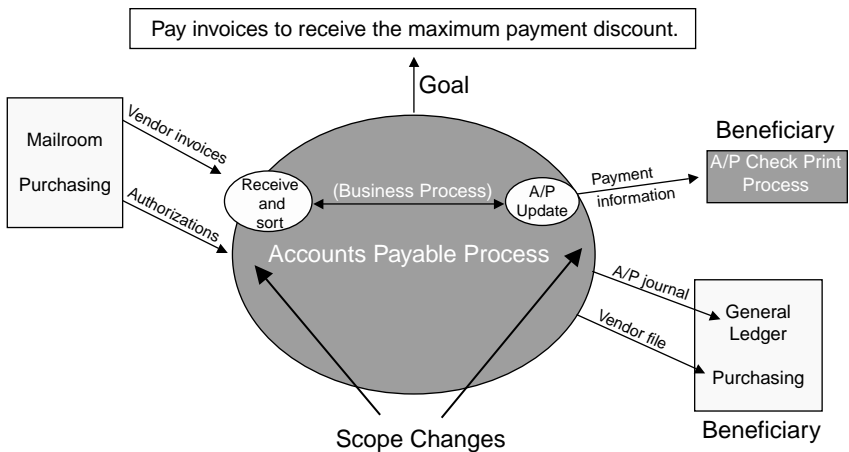 Pay invoices to receive the maximum payment discount.
Goal
Mailroom
Purchasing
Vendor invoices
Authorizations
Receive
and
sort
(Business Process)
A/P
Update
Accounts Payable Process
Payment
information
Beneficiary
A/P Check Print
Process
A/P journal
Vendor file
General
Ledger
Purchasing
Beneficiary
Scope Changes